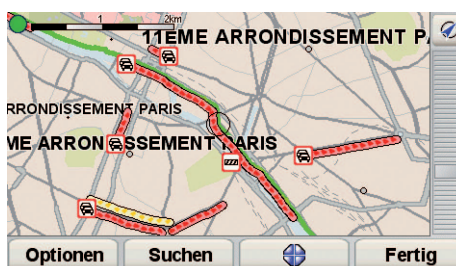 1 2km
11EME ARRONDISSEMENT PA
RRONDISSEMENT PARIS
ME ARRONDISSEMENT PARIS
Optionen Suchen Fertig